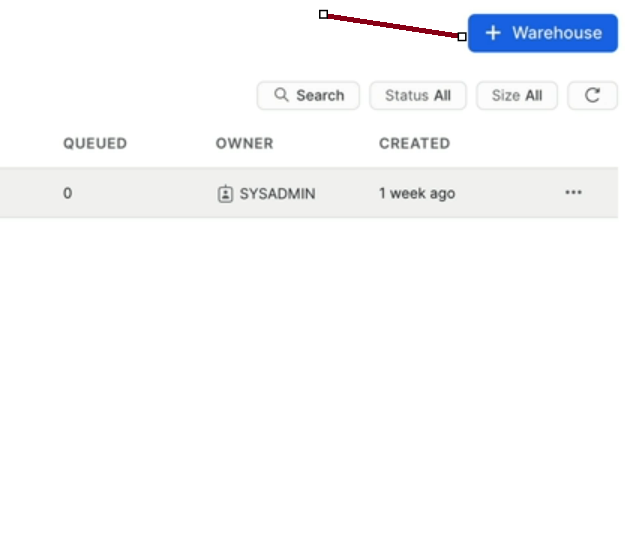 + Warehouse
Search Status All Size All
QUEUED OWNER CREATED
0 SYSADMIN 1 week ago ...